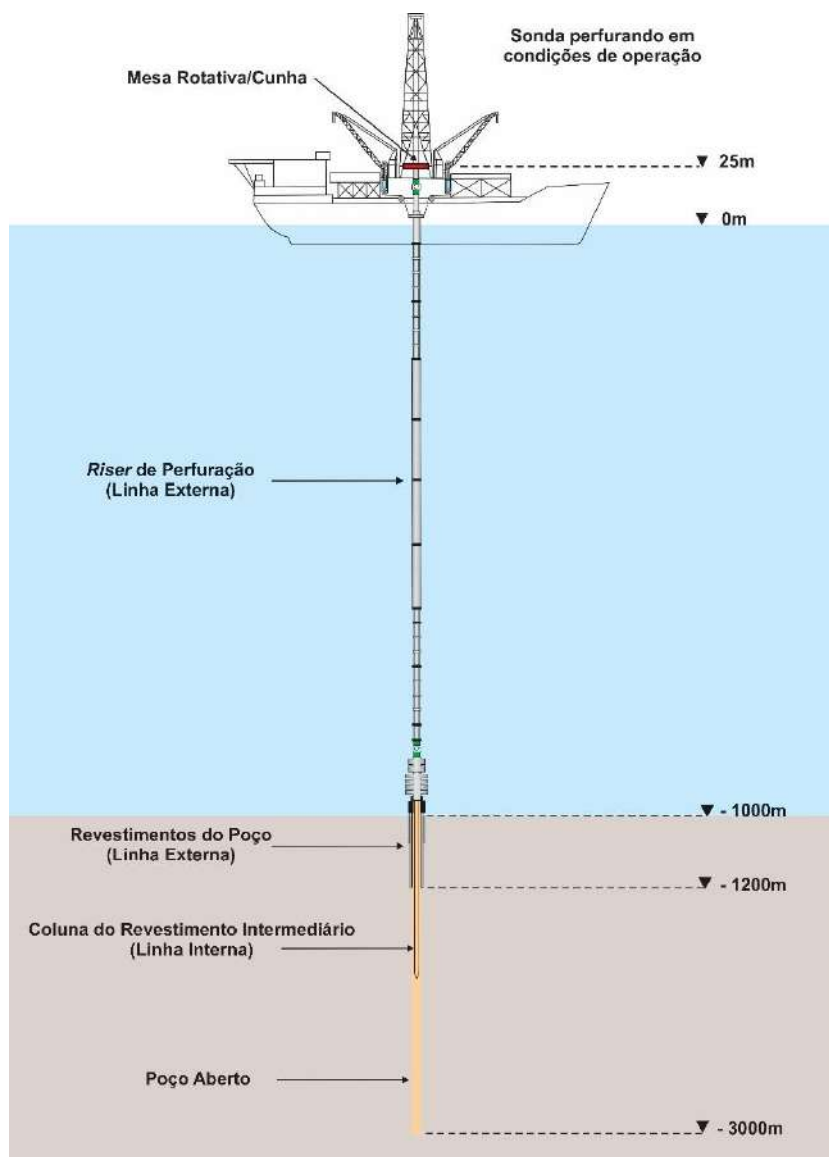 Sonda perfurando em
condições de operação
Mesa Rotativa/Cunha
25m
0m
Riser de Perfuração
(Linha Externa)
- 1000m
Revestimentos do Poço
(Linha Externa)
- 1200m
Coluna do Revestimento Intermediário
(Linha Interna)
Poço Aberto
- 3000m